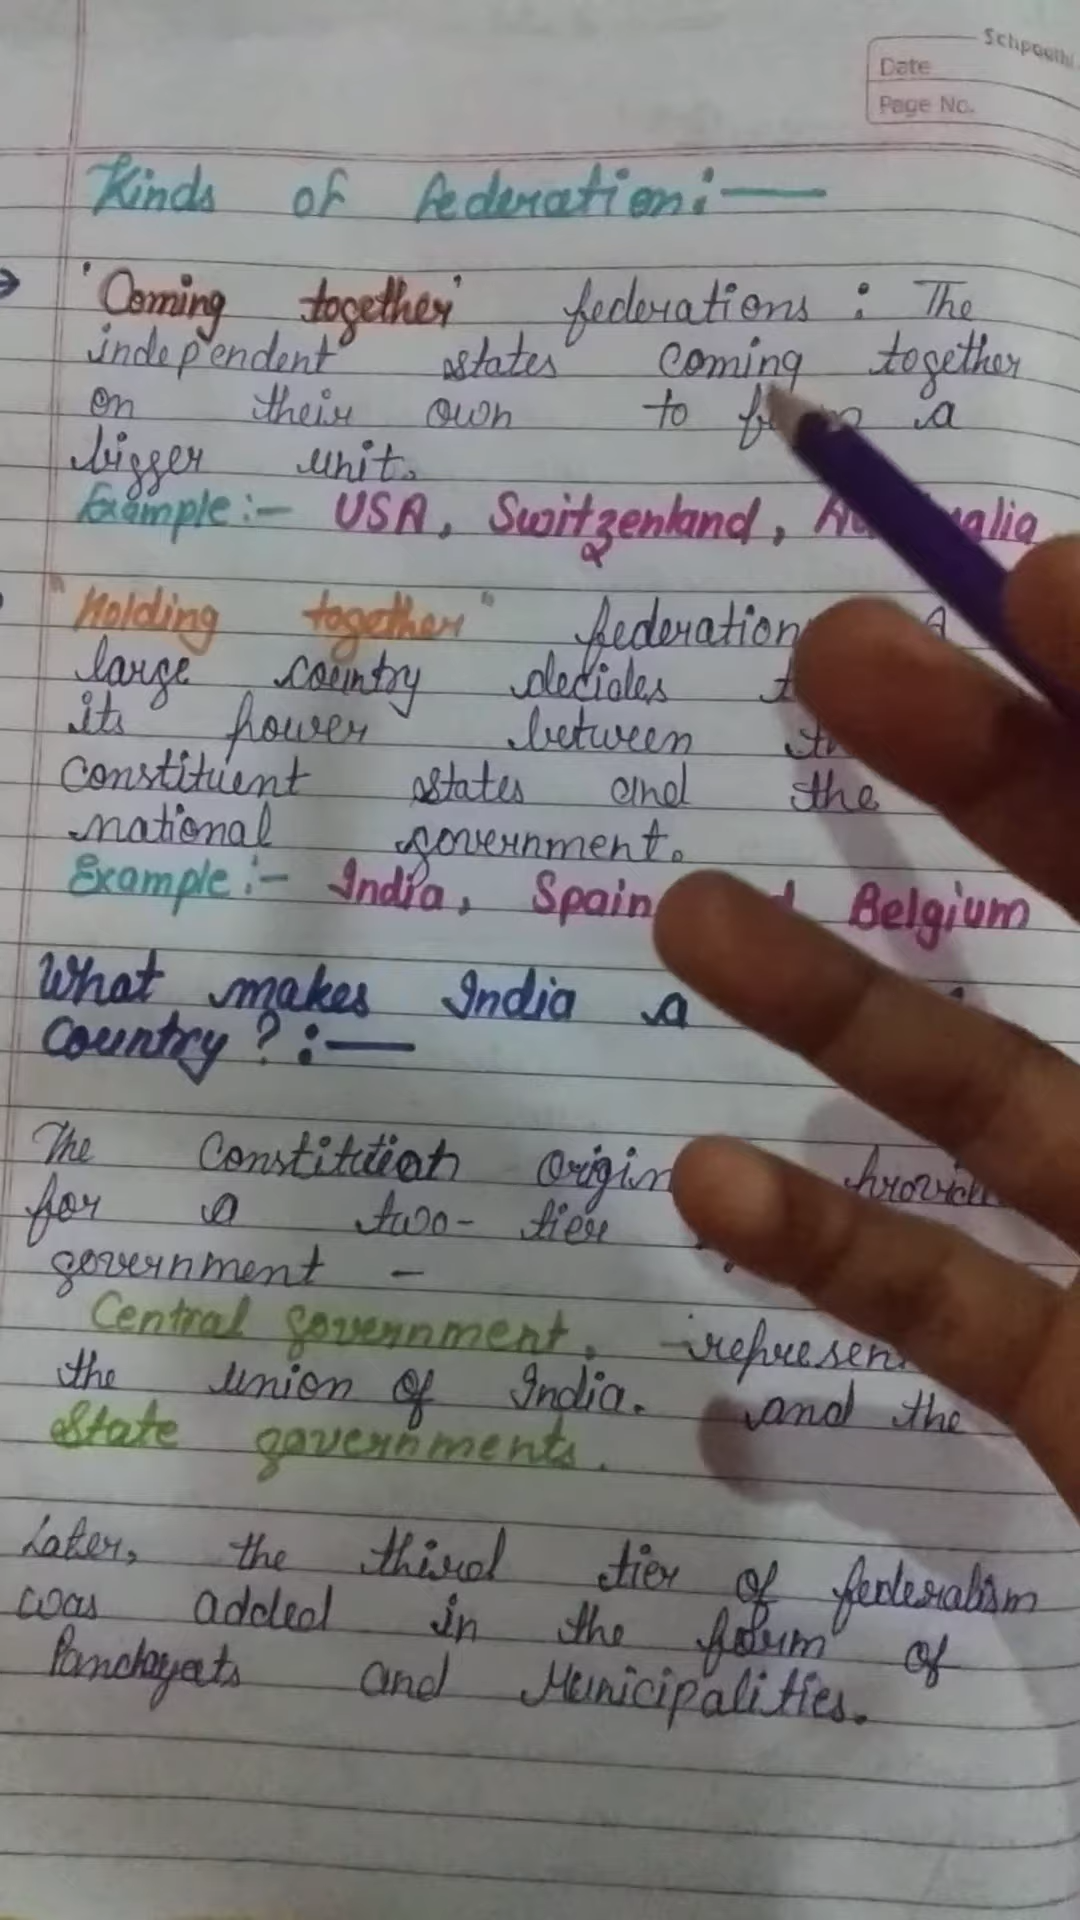 Schpoothi
Date
Page No.
Kinds of federation:—
'Coming together' federations : The
independent states coming together
on their own to a
bigger unit.
Example :- USA, Switzenland,
"Holding together" federation A
large country decides
its power between
constituent states and the
national government.
Example :- India, Spain Belgium
What makes India a
country? :—
The Constitution
for a two-tier
government -
Central government, represen
the union of India. and the
State governments.
Later, the third tier of federalism
was added in the form of
Panchayats and Municipalities.